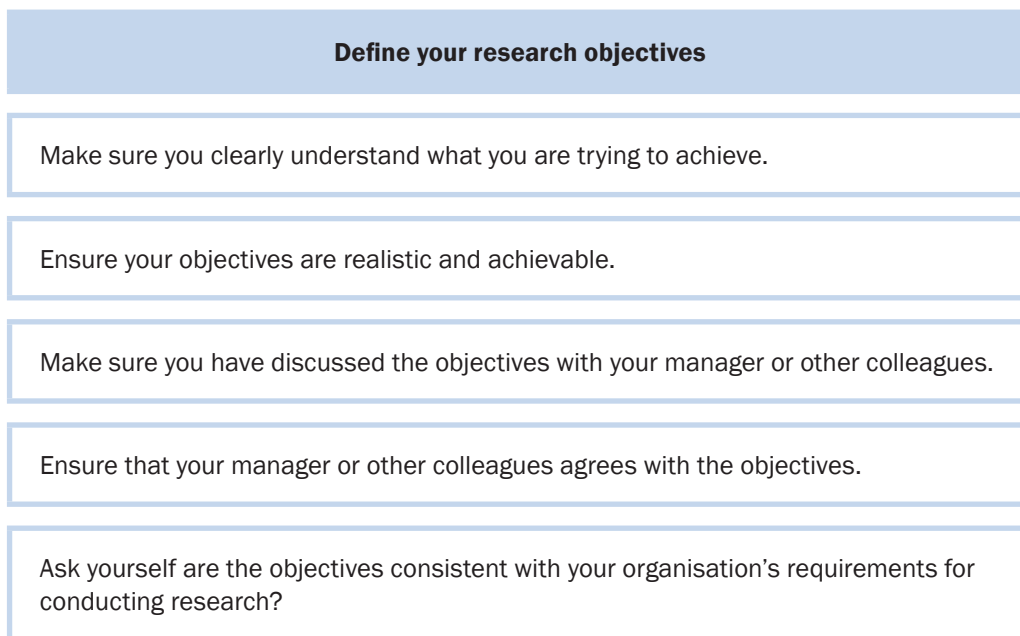 Define your research objectives
Make sure you clearly understand what you are trying to achieve.
Ensure your objectives are realistic and achievable.
Make sure you have discussed the objectives with your manager or other colleagues.
Ensure that your manager or other colleagues agrees with the objectives.
Ask yourself are the objectives consistent with your organisation’s requirements for
conducting research?